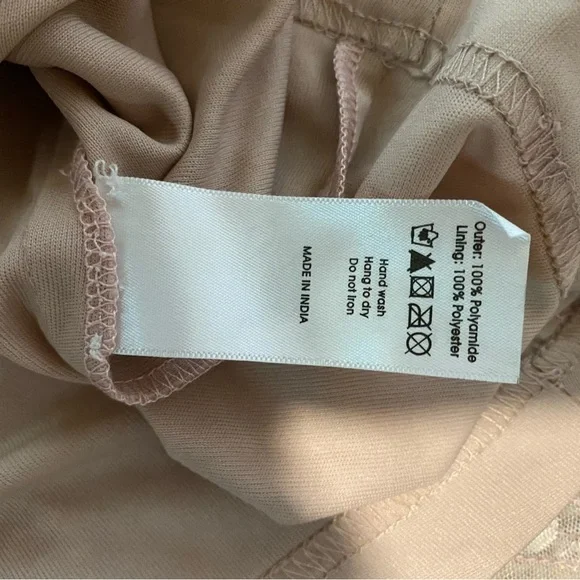 Outer: 100% Polyamide
Lining: 100% Polyester
Hand wash
Hang to dry
Do not Iron
MADE IN INDIA